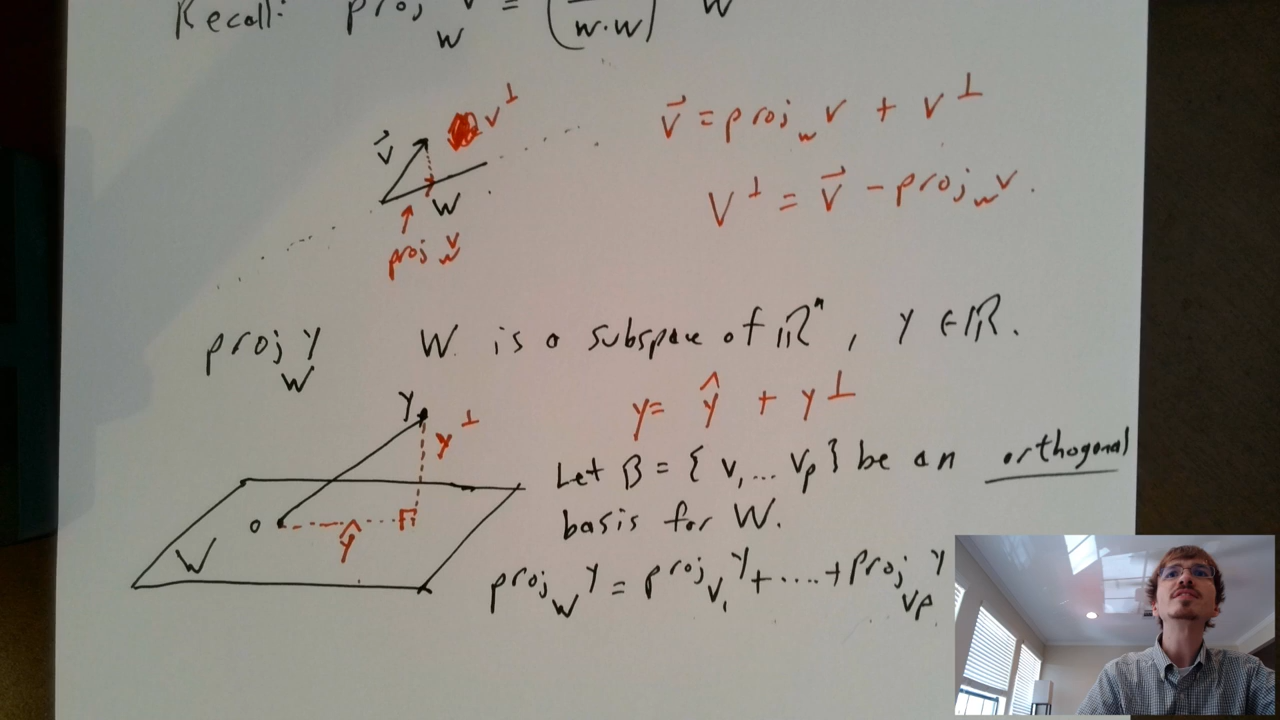 Recall: proj_W V = (/w·w) W
V⃗
V^⊥
W
proj_W V
V⃗ = proj_w V + V^⊥
V^⊥ = V⃗ - proj_w V.
proj_W y
W is a subspace of ℝⁿ, y ∈ ℝ.
y = ŷ + y^⊥
y
y^⊥
0
ŷ
W
Let β = { v₁ ... vp } be an orthogonal
basis for W.
proj_W y = proj_v₁ y + .... + proj_vp y